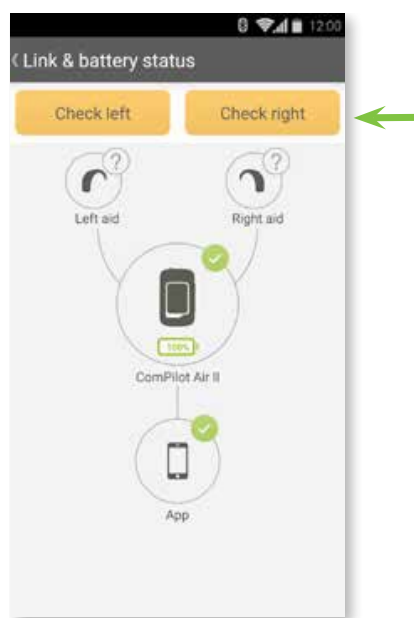 12:00
Link & battery status
Check left Check right
? ?
Left aid Right aid
100%
ComPilot Air II
App